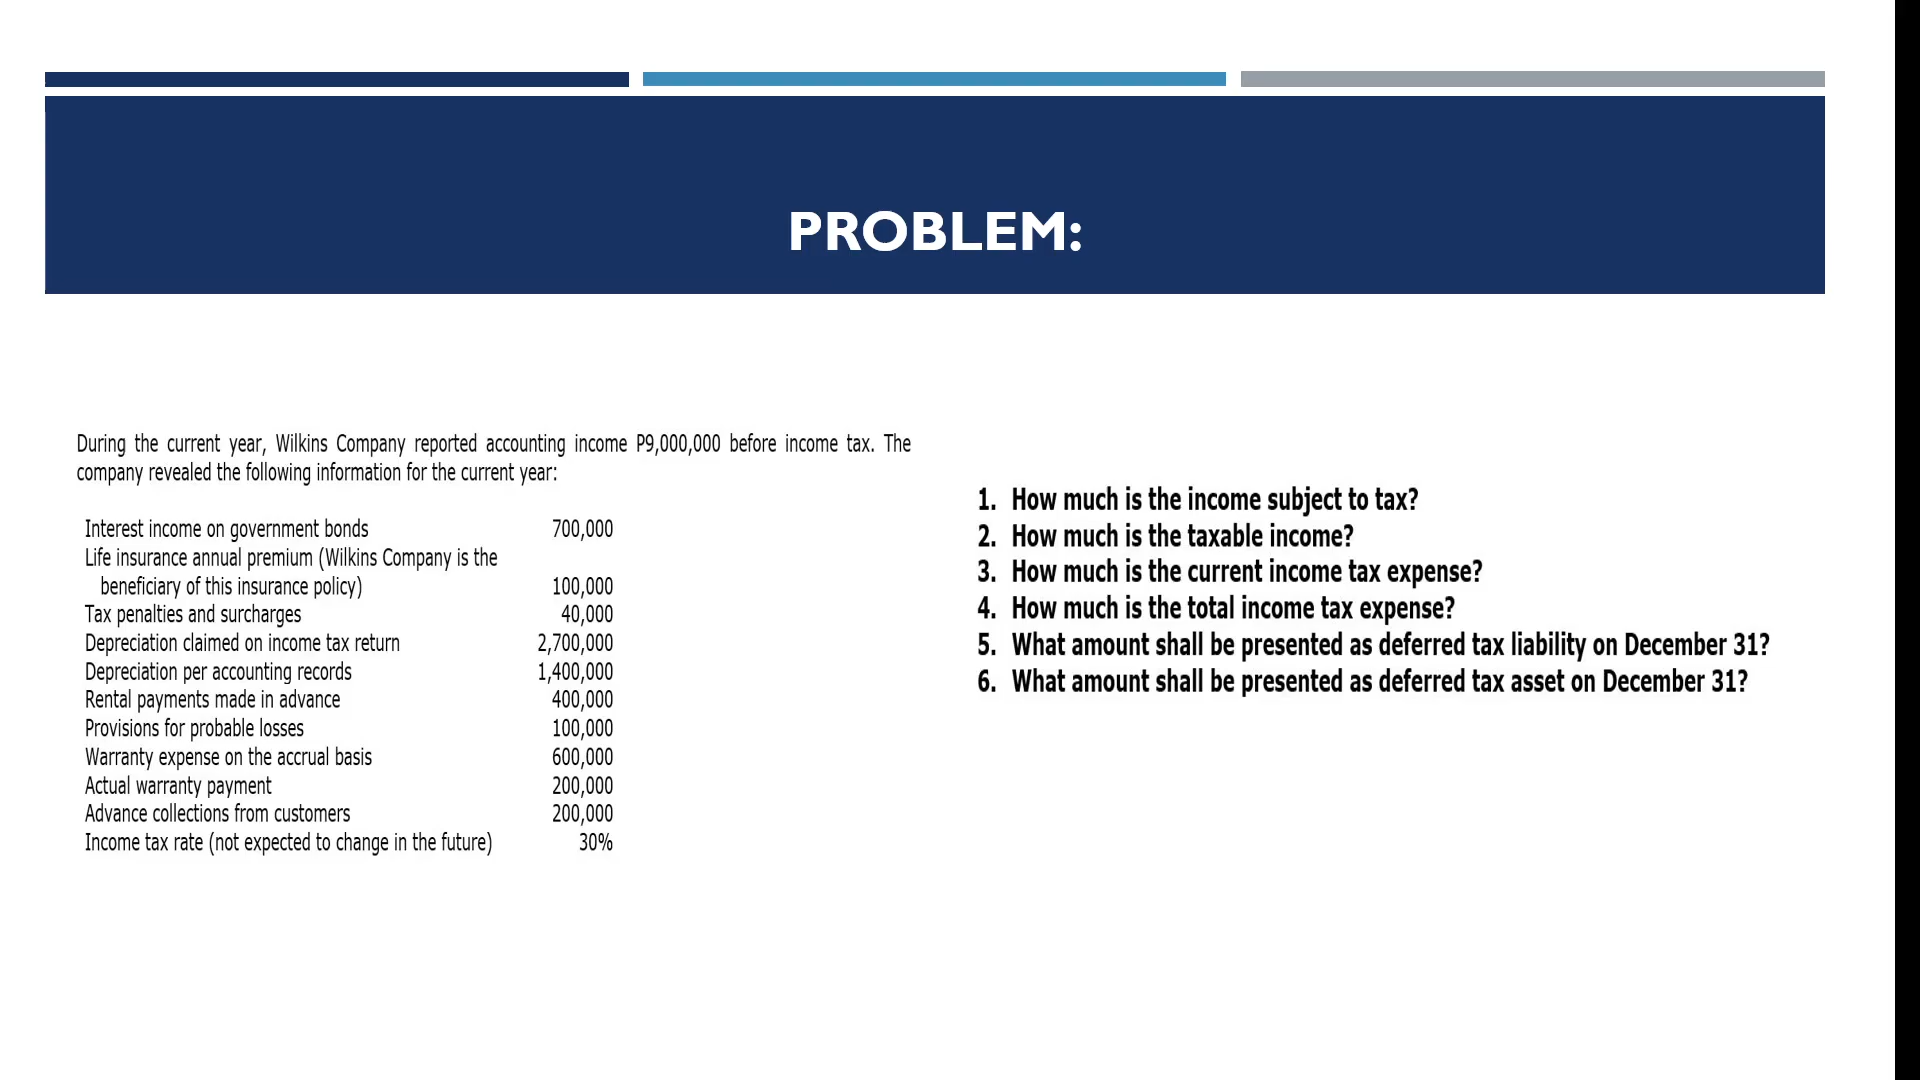 PROBLEM:
During the current year, Wilkins Company reported accounting income P9,000,000 before income tax. The
company revealed the following information for the current year:
Interest income on government bonds 700,000
Life insurance annual premium (Wilkins Company is the
beneficiary of this insurance policy) 100,000
Tax penalties and surcharges 40,000
Depreciation claimed on income tax return 2,700,000
Depreciation per accounting records 1,400,000
Rental payments made in advance 400,000
Provisions for probable losses 100,000
Warranty expense on the accrual basis 600,000
Actual warranty payment 200,000
Advance collections from customers 200,000
Income tax rate (not expected to change in the future) 30%
1. How much is the income subject to tax?
2. How much is the taxable income?
3. How much is the current income tax expense?
4. How much is the total income tax expense?
5. What amount shall be presented as deferred tax liability on December 31?
6. What amount shall be presented as deferred tax asset on December 31?